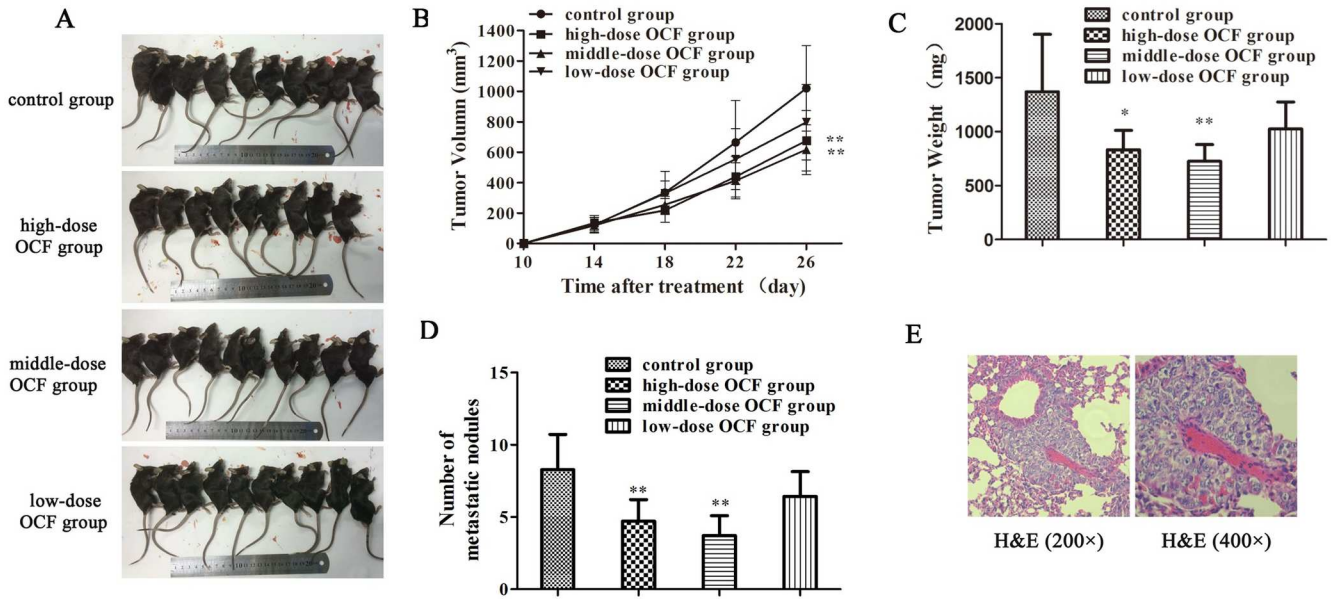 A
control group
high-dose
OCF group
middle-dose
OCF group
low-dose
OCF group
B
control group
high-dose OCF group
middle-dose OCF group
low-dose OCF group
Tumor Volumn (mm³)
1400
1200
1000
800
600
400
200
0
10
14
18
22
26
**
**
Time after treatment （day)
C
control group
high-dose OCF group
middle-dose OCF group
low-dose OCF group
Tumor Weight （mg）
2000
1500
1000
500
0
*
**
D
control group
high-dose OCF group
middle-dose OCF group
low-dose OCF group
Number of
metastatic nodules
15
10
5
0
**
**
E
H&E (200×)
H&E (400×)